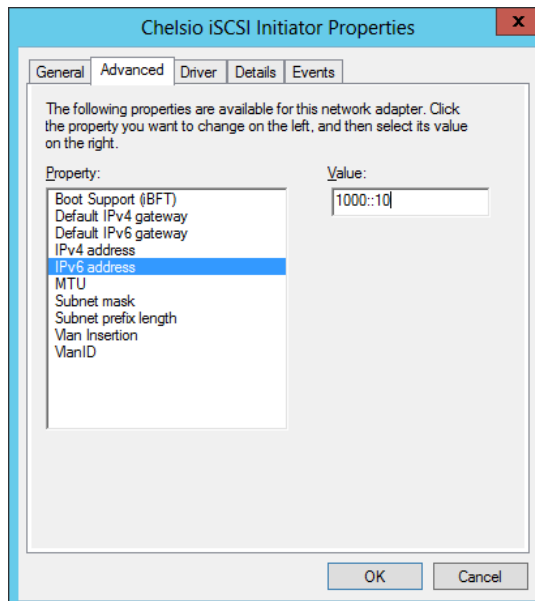 Chelsio iSCSI Initiator Properties
x
General Advanced Driver Details Events
The following properties are available for this network adapter. Click
the property you want to change on the left, and then select its value
on the right.
Property:
Value:
Boot Support (iBFT)
Default IPv4 gateway
Default IPv6 gateway
IPv4 address
IPv6 address
MTU
Subnet mask
Subnet prefix length
Vlan Insertion
VlanID
1000::10
OK
Cancel